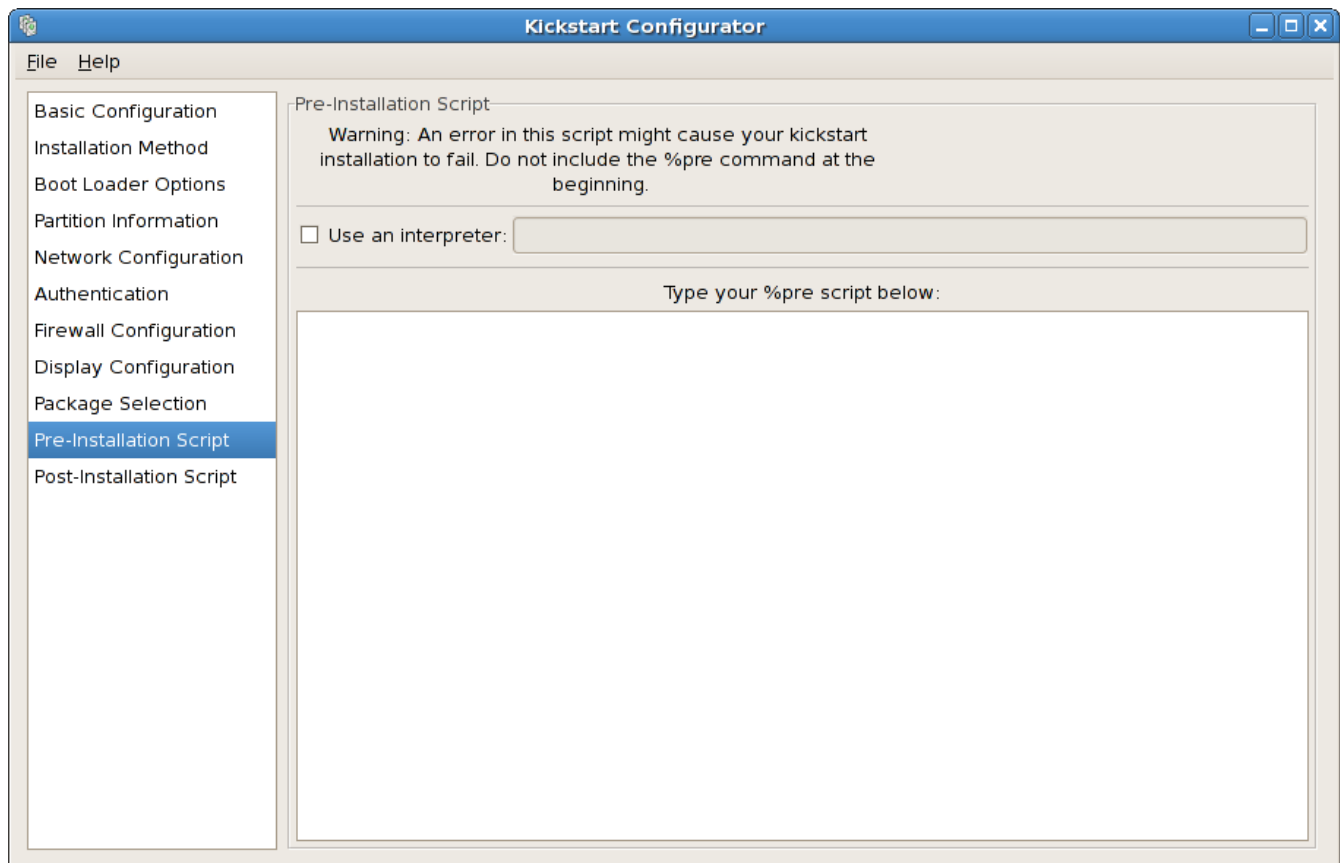 Kickstart Configurator
File Help
Basic Configuration
Installation Method
Boot Loader Options
Partition Information
Network Configuration
Authentication
Firewall Configuration
Display Configuration
Package Selection
Pre-Installation Script
Post-Installation Script
Pre-Installation Script
Warning: An error in this script might cause your kickstart
installation to fail. Do not include the %pre command at the
beginning.
Use an interpreter:
Type your %pre script below: